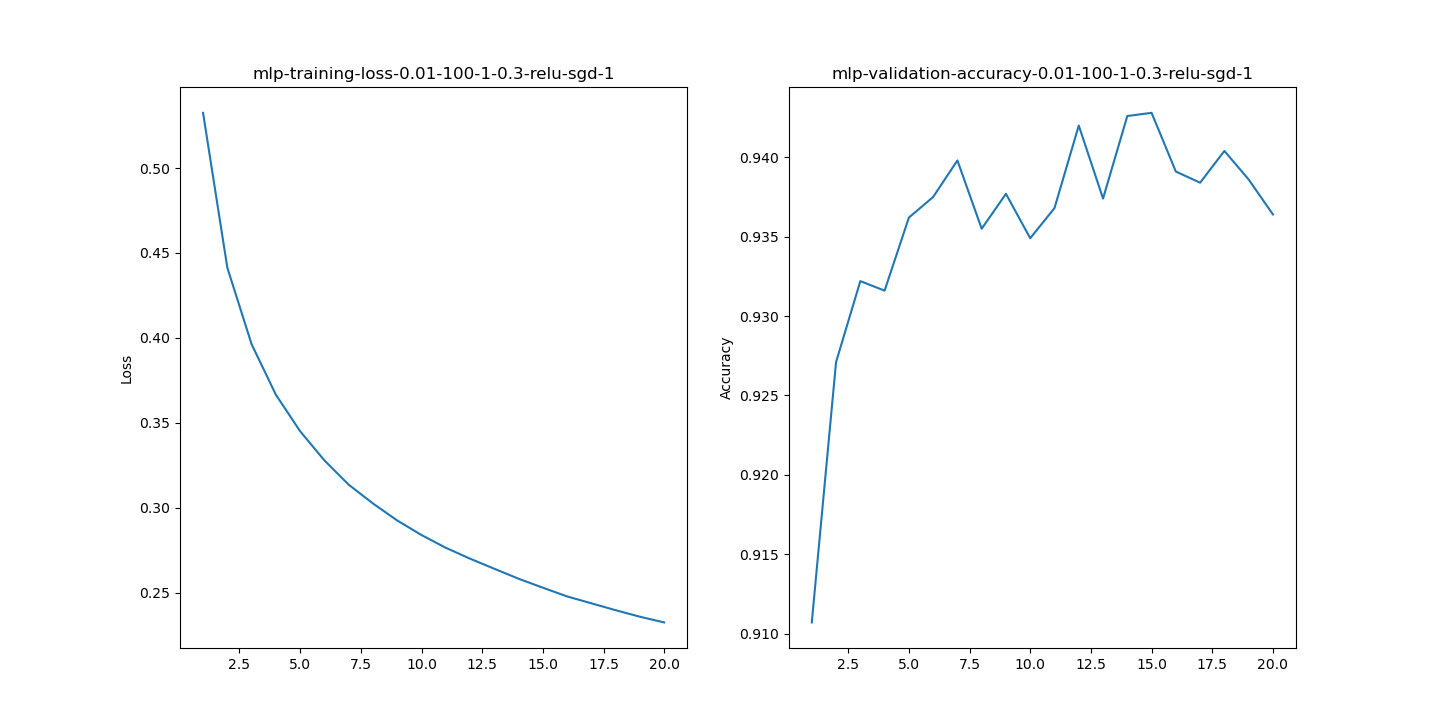 mlp-training-loss-0.01-100-1-0.3-relu-sgd-1
Loss
0.50
0.45
0.40
0.35
0.30
0.25
2.5 5.0 7.5 10.0 12.5 15.0 17.5 20.0
mlp-validation-accuracy-0.01-100-1-0.3-relu-sgd-1
Accuracy
0.940
0.935
0.930
0.925
0.920
0.915
0.910
2.5 5.0 7.5 10.0 12.5 15.0 17.5 20.0